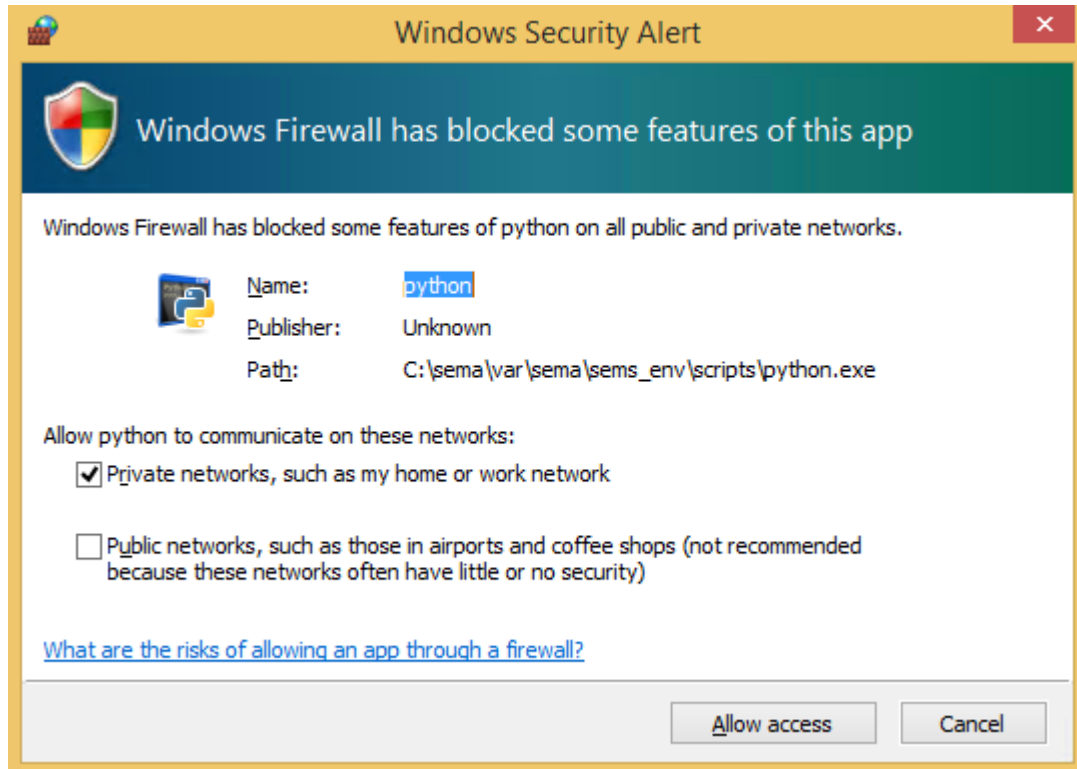 Windows Security Alert
Windows Firewall has blocked some features of this app
Windows Firewall has blocked some features of python on all public and private networks.
Name: python
Publisher: Unknown
Path: C:\sema\var\sema\sems_env\scripts\python.exe
Allow python to communicate on these networks:
Private networks, such as my home or work network
Public networks, such as those in airports and coffee shops (not recommended
because these networks often have little or no security)
What are the risks of allowing an app through a firewall?
Allow access Cancel